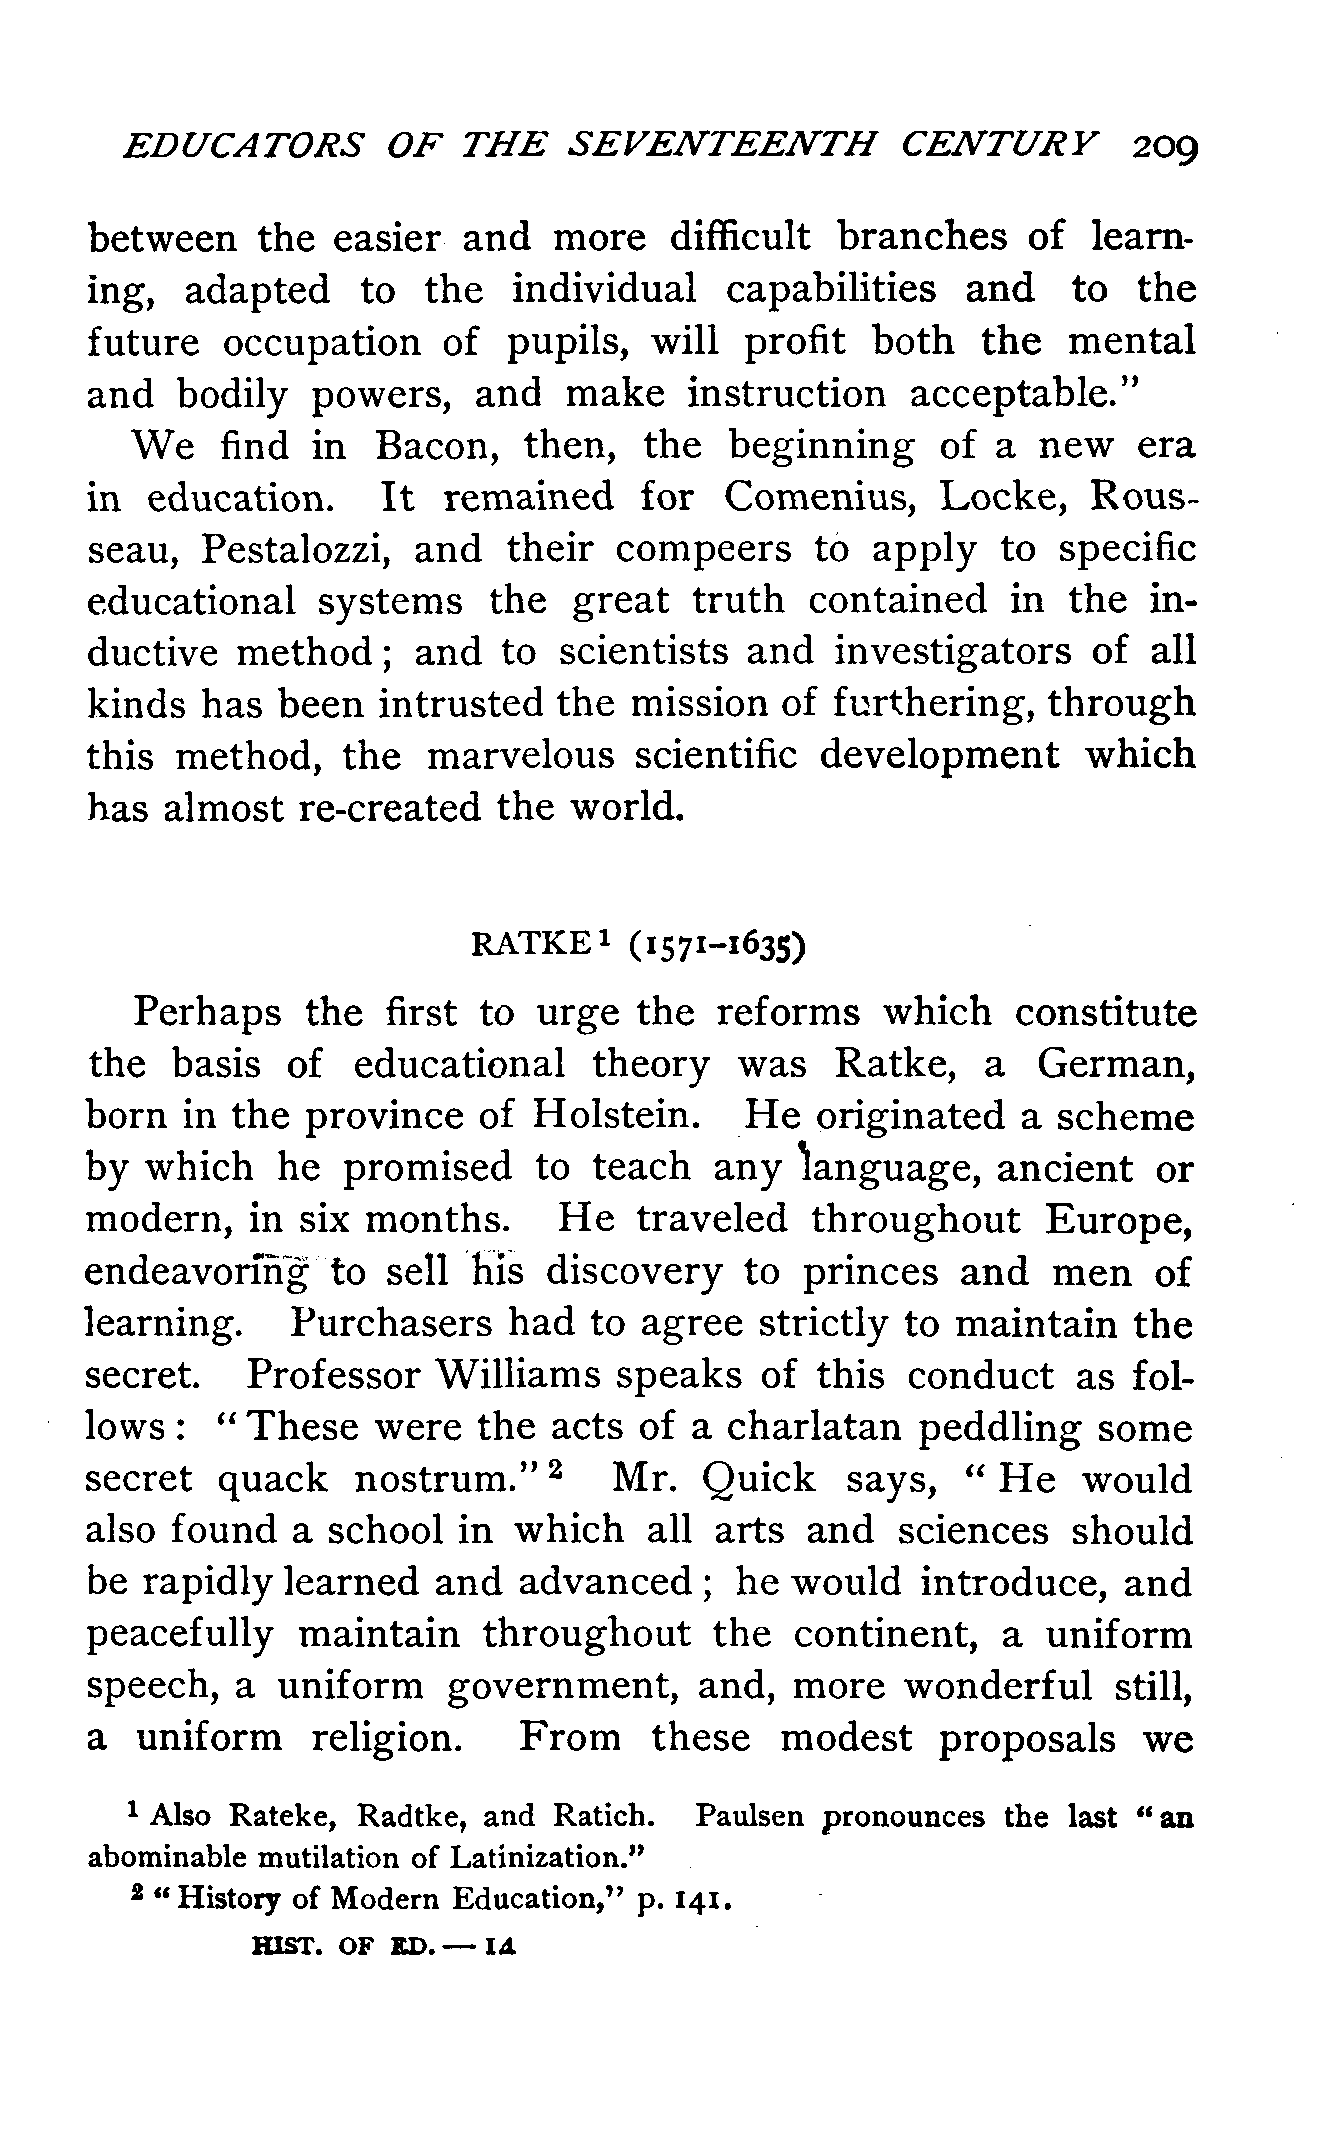 EDUCATORS OF THE SEVENTEENTH CENTURY 209
between the easier and more difficult branches of learn-
ing, adapted to the individual capabilities and to the
future occupation of pupils, will profit both the mental
and bodily powers, and make instruction acceptable."
We find in Bacon, then, the beginning of a new era
in education. It remained for Comenius, Locke, Rous-
seau, Pestalozzi, and their compeers to apply to specific
educational systems the great truth contained in the in-
ductive method; and to scientists and investigators of all
kinds has been intrusted the mission of furthering, through
this method, the marvelous scientific development which
has almost re-created the world.
RATKE¹ (1571–1635)
Perhaps the first to urge the reforms which constitute
the basis of educational theory was Ratke, a German,
born in the province of Holstein. He originated a scheme
by which he promised to teach any language, ancient or
modern, in six months. He traveled throughout Europe,
endeavoring to sell his discovery to princes and men of
learning. Purchasers had to agree strictly to maintain the
secret. Professor Williams speaks of this conduct as fol-
lows: "These were the acts of a charlatan peddling some
secret quack nostrum."² Mr. Quick says, "He would
also found a school in which all arts and sciences should
be rapidly learned and advanced; he would introduce, and
peacefully maintain throughout the continent, a uniform
speech, a uniform government, and, more wonderful still,
a uniform religion. From these modest proposals we
¹ Also Rateke, Radtke, and Ratich. Paulsen pronounces the last "an
abominable mutilation of Latinization."
² "History of Modern Education," p. 141.
HIST. OF ED.—14